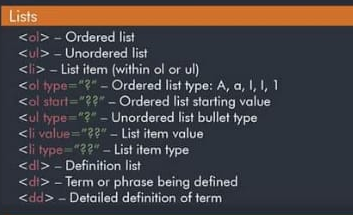 Lists
<ol> – Ordered list
<ul> – Unordered list
<li> – List item (within ol or ul)
<ol type="?" – Ordered list type: A, a, I, I, 1
<ol start="??" – Ordered list starting value
<ul type="?" – Unordered list bullet type
<li value="??" – List item value
<li type="??" – List item type
<dl> – Definition list
<dt> – Term or phrase being defined
<dd> – Detailed definition of term